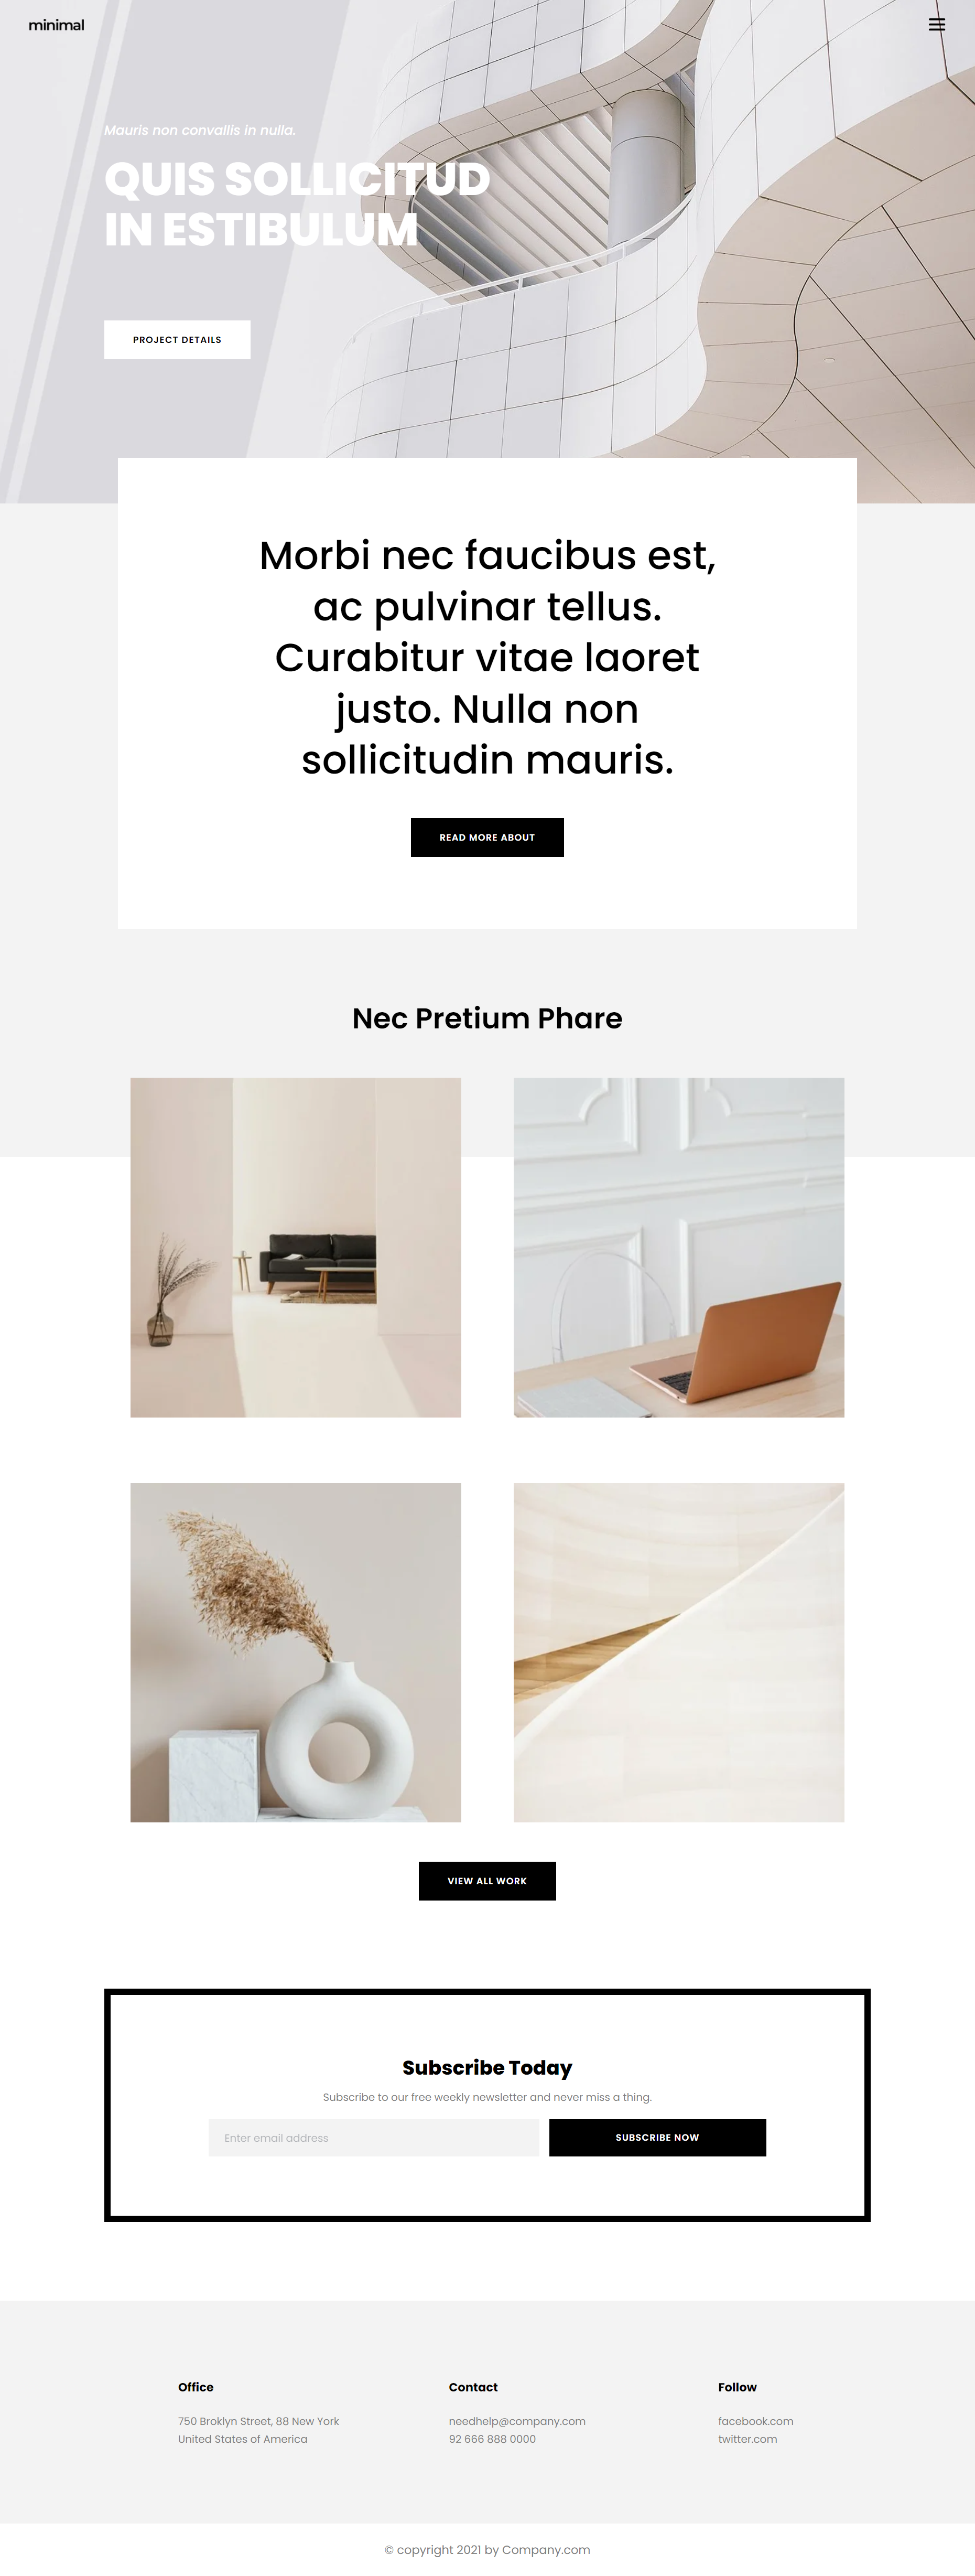 minimal
Mauris non convallis in nulla.
QUIS SOLLICITUD
IN ESTIBULUM
PROJECT DETAILS
Morbi nec faucibus est,
ac pulvinar tellus.
Curabitur vitae laoret
justo. Nulla non
sollicitudin mauris.
READ MORE ABOUT
Nec Pretium Phare
VIEW ALL WORK
Subscribe Today
Subscribe to our free weekly newsletter and never miss a thing.
Enter email address
SUBSCRIBE NOW
Office
750 Broklyn Street, 88 New York
United States of America
Contact
needhelp@company.com
92 666 888 0000
Follow
facebook.com
twitter.com
© copyright 2021 by Company.com